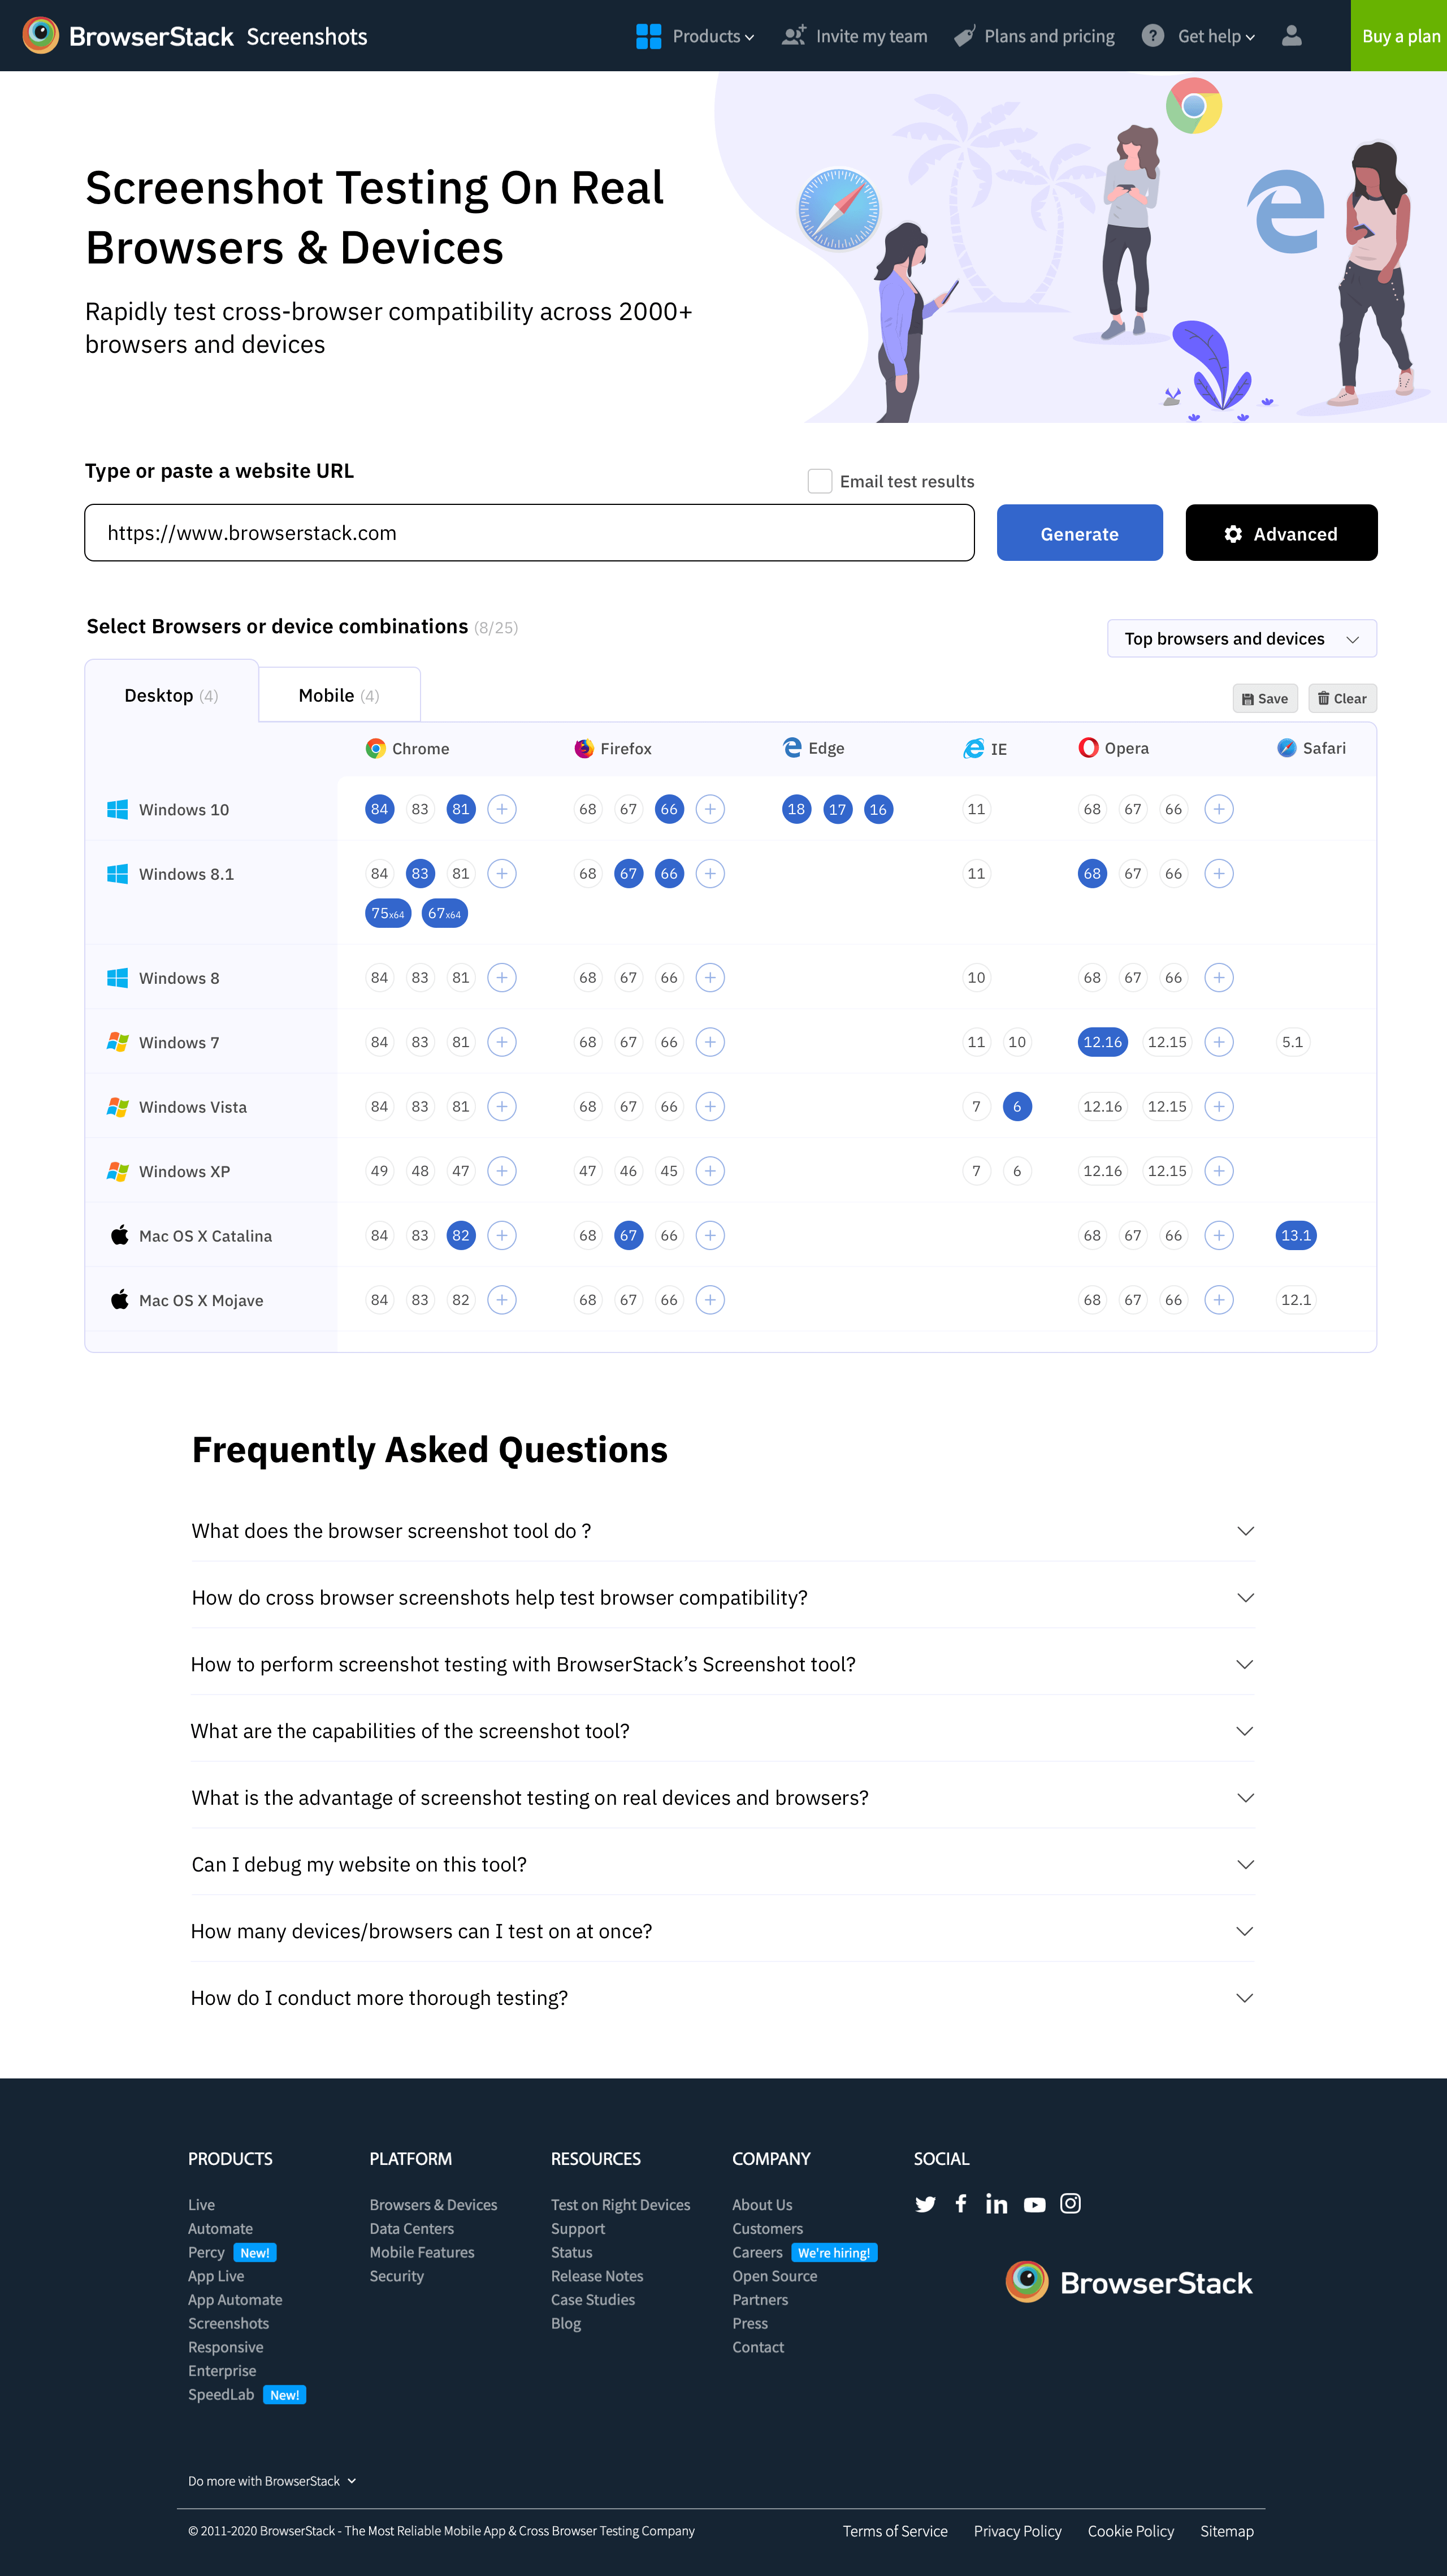 BrowserStack Screenshots
Products
Invite my team
Plans and pricing
? Get help
Buy a plan
Screenshot Testing On Real
Browsers & Devices
Rapidly test cross-browser compatibility across 2000+
browsers and devices
Type or paste a website URL
Email test results
https://www.browserstack.com
Generate
Advanced
Select Browsers or device combinations (8/25)
Top browsers and devices
Desktop (4)
Mobile (4)
Save
Clear
Chrome Firefox Edge IE Opera Safari
Windows 10 84 83 81 + 68 67 66 + 18 17 16 11 68 67 66 +
Windows 8.1 84 83 81 + 68 67 66 + 11 68 67 66 +
75x64 67x64
Windows 8 84 83 81 + 68 67 66 + 10 68 67 66 +
Windows 7 84 83 81 + 68 67 66 + 11 10 12.16 12.15 + 5.1
Windows Vista 84 83 81 + 68 67 66 + 7 6 12.16 12.15 +
Windows XP 49 48 47 + 47 46 45 + 7 6 12.16 12.15 +
Mac OS X Catalina 84 83 82 + 68 67 66 + 68 67 66 + 13.1
Mac OS X Mojave 84 83 82 + 68 67 66 + 68 67 66 + 12.1
Frequently Asked Questions
What does the browser screenshot tool do ?
How do cross browser screenshots help test browser compatibility?
How to perform screenshot testing with BrowserStack’s Screenshot tool?
What are the capabilities of the screenshot tool?
What is the advantage of screenshot testing on real devices and browsers?
Can I debug my website on this tool?
How many devices/browsers can I test on at once?
How do I conduct more thorough testing?
PRODUCTS
Live
Automate
Percy New!
App Live
App Automate
Screenshots
Responsive
Enterprise
SpeedLab New!
PLATFORM
Browsers & Devices
Data Centers
Mobile Features
Security
RESOURCES
Test on Right Devices
Support
Status
Release Notes
Case Studies
Blog
COMPANY
About Us
Customers
Careers We're hiring!
Open Source
Partners
Press
Contact
SOCIAL
BrowserStack
Do more with BrowserStack
© 2011-2020 BrowserStack - The Most Reliable Mobile App & Cross Browser Testing Company
Terms of Service Privacy Policy Cookie Policy Sitemap